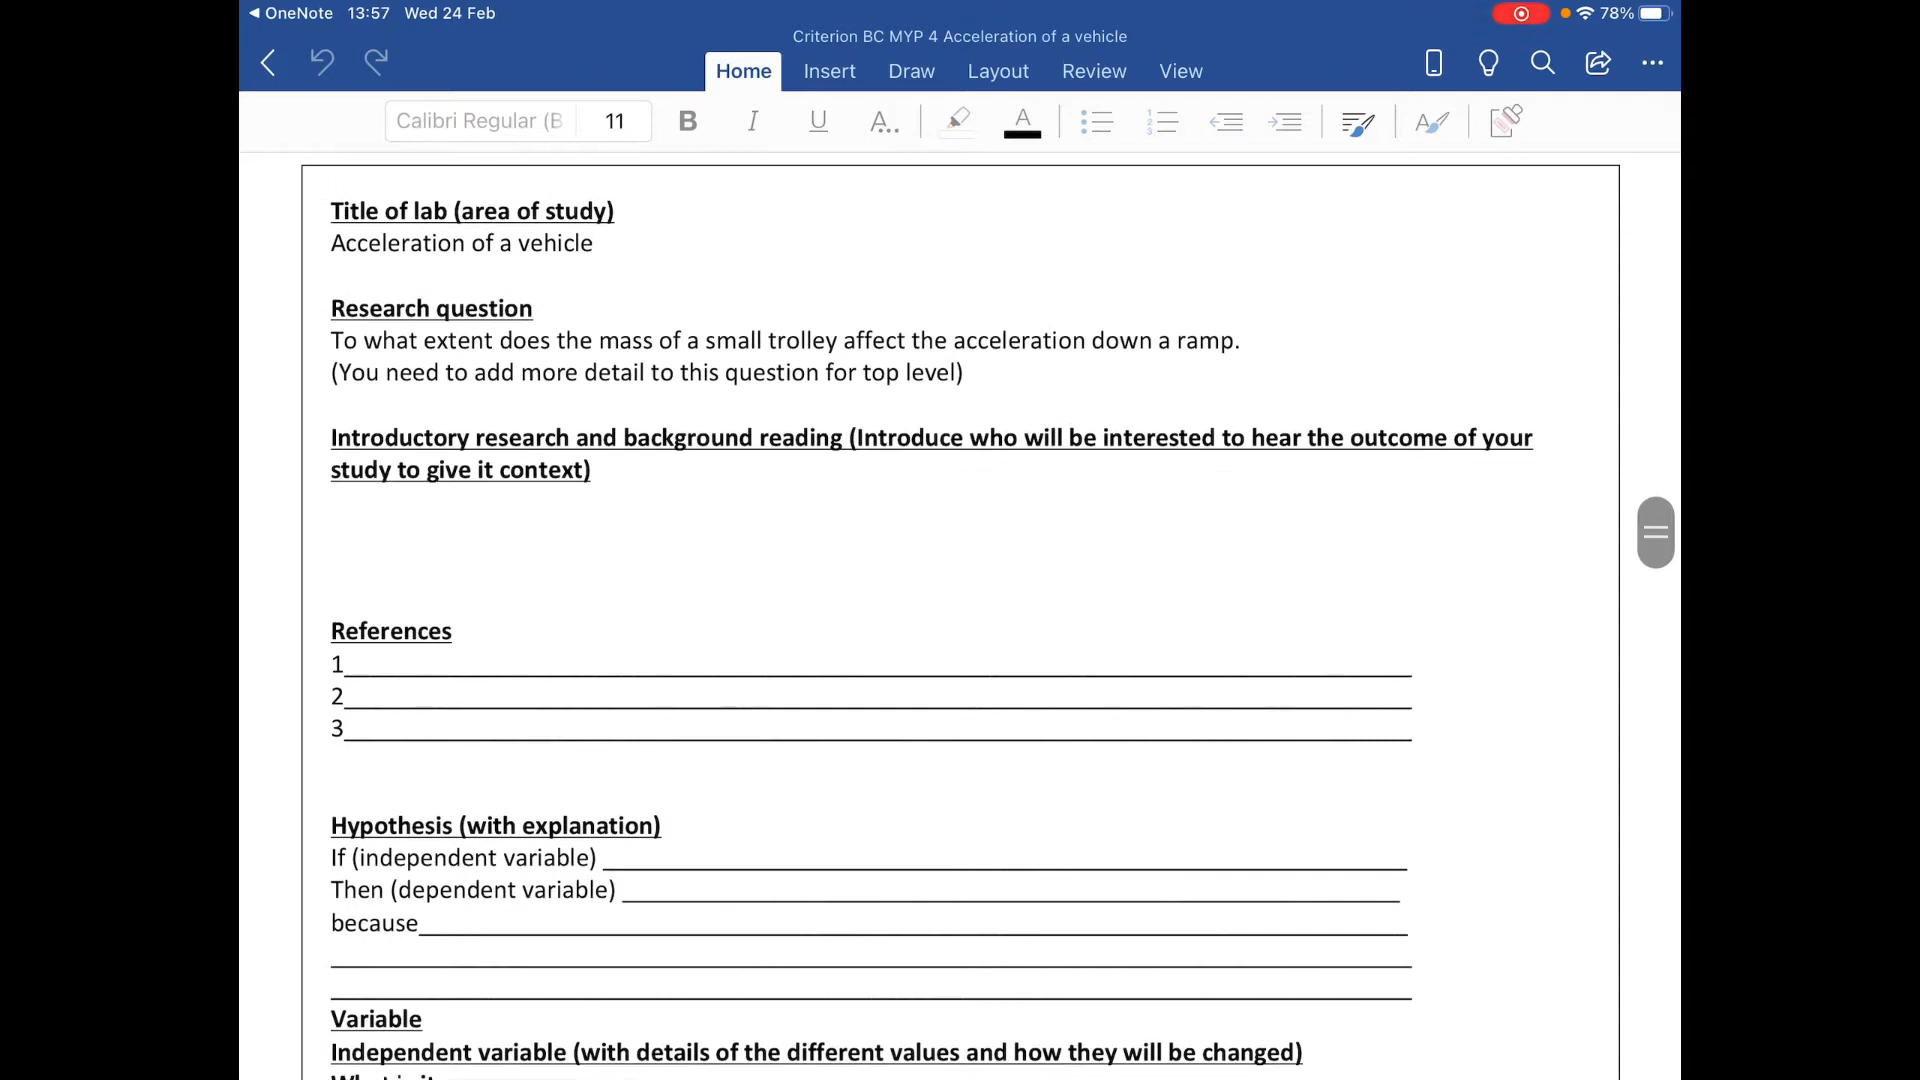 OneNote 13:57 Wed 24 Feb
78%
Criterion BC MYP 4 Acceleration of a vehicle
Home Insert Draw Layout Review View
Calibri Regular (B 11 B I U A... A
Title of lab (area of study)
Acceleration of a vehicle
Research question
To what extent does the mass of a small trolley affect the acceleration down a ramp.
(You need to add more detail to this question for top level)
Introductory research and background reading (Introduce who will be interested to hear the outcome of your
study to give it context)
References
1
2
3
Hypothesis (with explanation)
If (independent variable)
Then (dependent variable)
because
Variable
Independent variable (with details of the different values and how they will be changed)